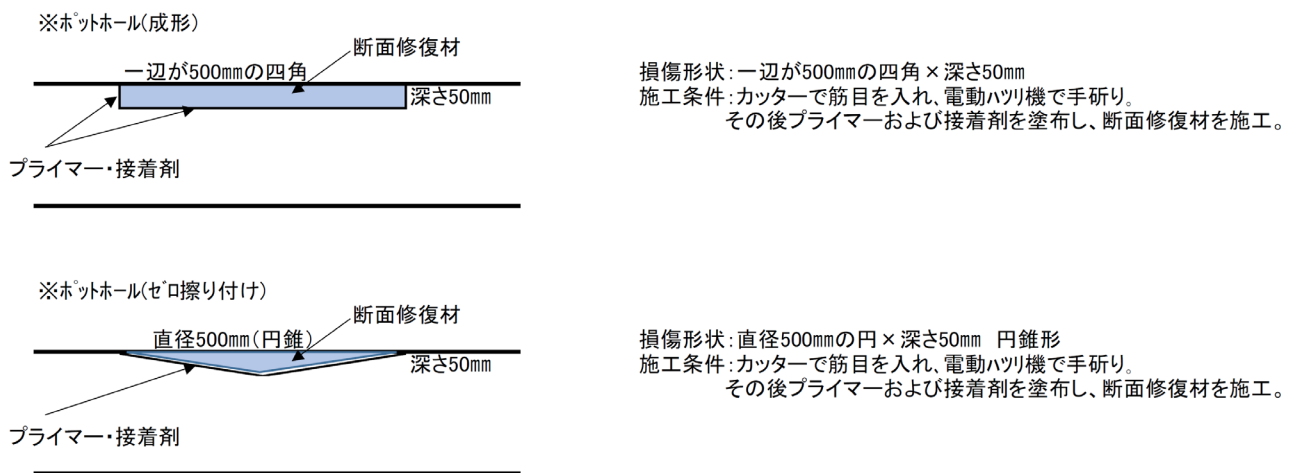 ※ﾎﾟｯﾄﾎｰﾙ(成形)
断面修復材
一辺が500㎜の四角
深さ50㎜
プライマー・接着剤
損傷形状：一辺が500㎜の四角×深さ50㎜
施工条件：カッターで筋目を入れ、電動ﾊﾂﾘ機で手斫り。
その後プライマーおよび接着剤を塗布し、断面修復材を施工。
※ﾎﾟｯﾄﾎｰﾙ(ｾﾞﾛ擦り付け)
断面修復材
直径500㎜(円錐)
深さ50㎜
プライマー・接着剤
損傷形状：直径500㎜の円×深さ50㎜　円錐形
施工条件：カッターで筋目を入れ、電動ﾊﾂﾘ機で手斫り。
その後プライマーおよび接着剤を塗布し、断面修復材を施工。